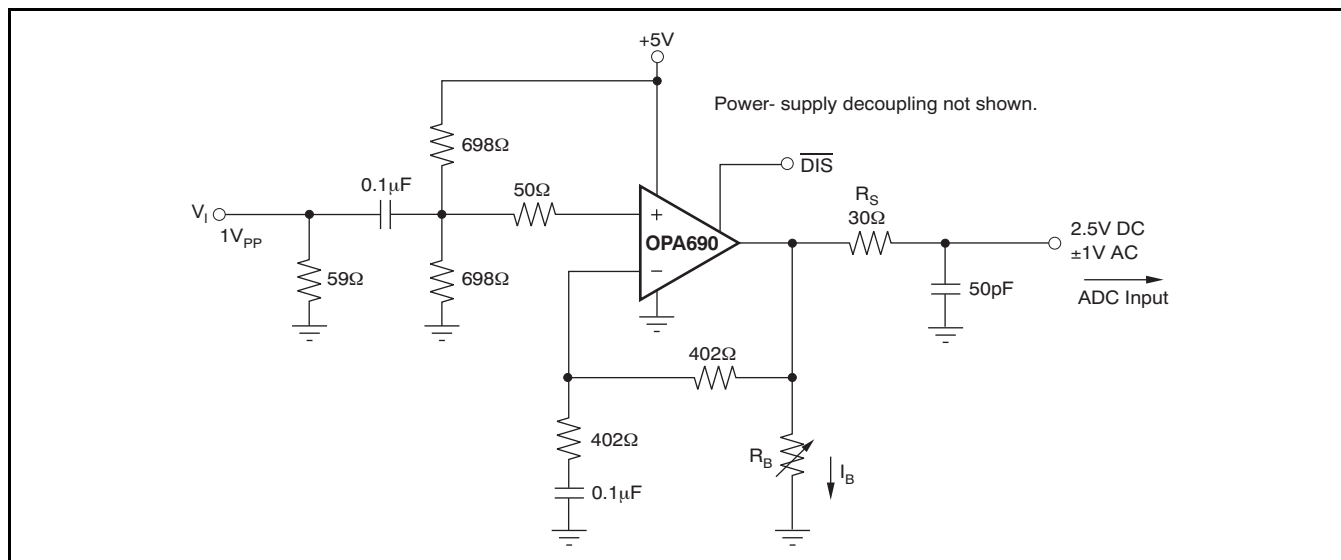 +5V
Power- supply decoupling not shown.
698Ω
DIS
0.1μF
50Ω
R_S
30Ω
V_I
1V_PP
+
OPA690
−
2.5V DC
±1V AC
59Ω
698Ω
50pF
ADC Input
402Ω
402Ω
R_B
I_B
0.1μF